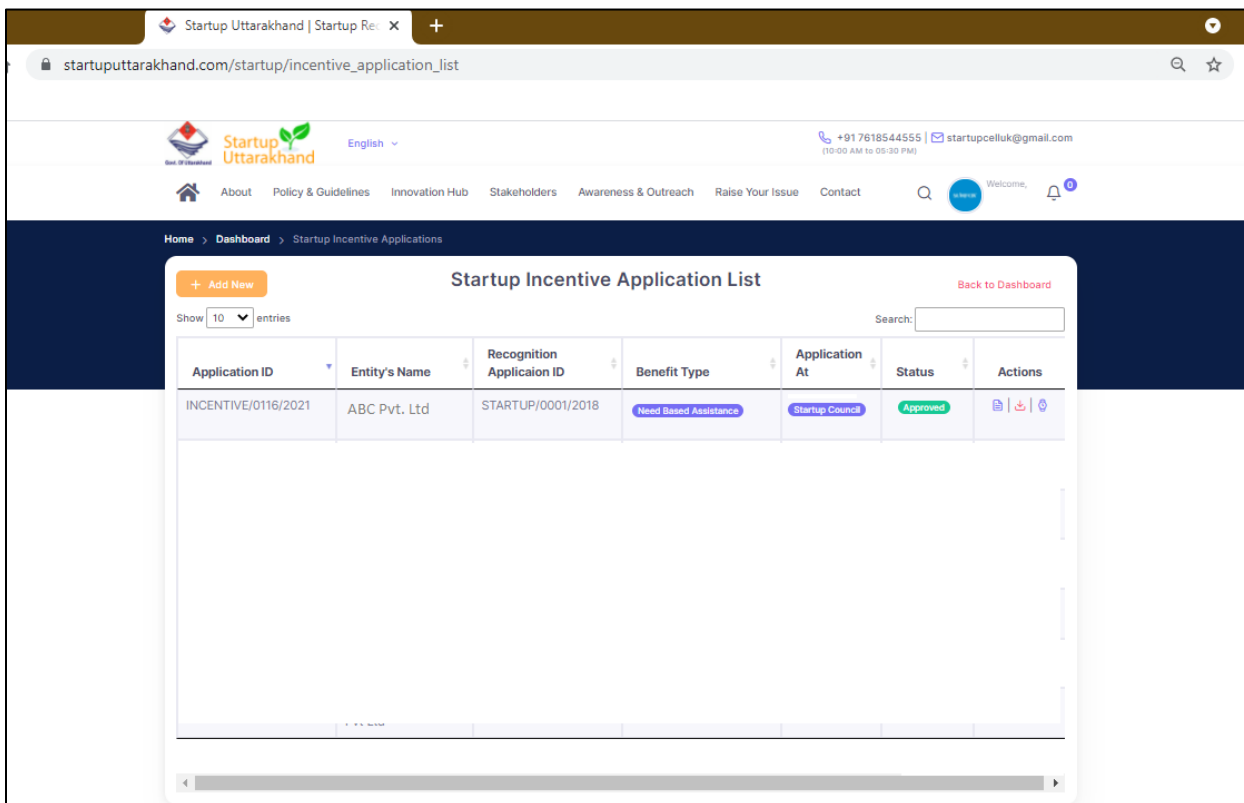 Startup Uttarakhand | Startup Rec
startuputtarakhand.com/startup/incentive_application_list
Govt. Of Uttarakhand
Startup
Uttarakhand
English
+91 7618544555 | startupcelluk@gmail.com
(10:00 AM to 05:30 PM)
About Policy & Guidelines Innovation Hub Stakeholders Awareness & Outreach Raise Your Issue Contact Welcome, 0
Home > Dashboard > Startup Incentive Applications
+ Add New Startup Incentive Application List Back to Dashboard
Show 10 entries Search:
Application ID Entity's Name Recognition Applicaion ID Benefit Type Application At Status Actions
INCENTIVE/0116/2021 ABC Pvt. Ltd STARTUP/0001/2018 Need Based Assistance Startup Council Approved